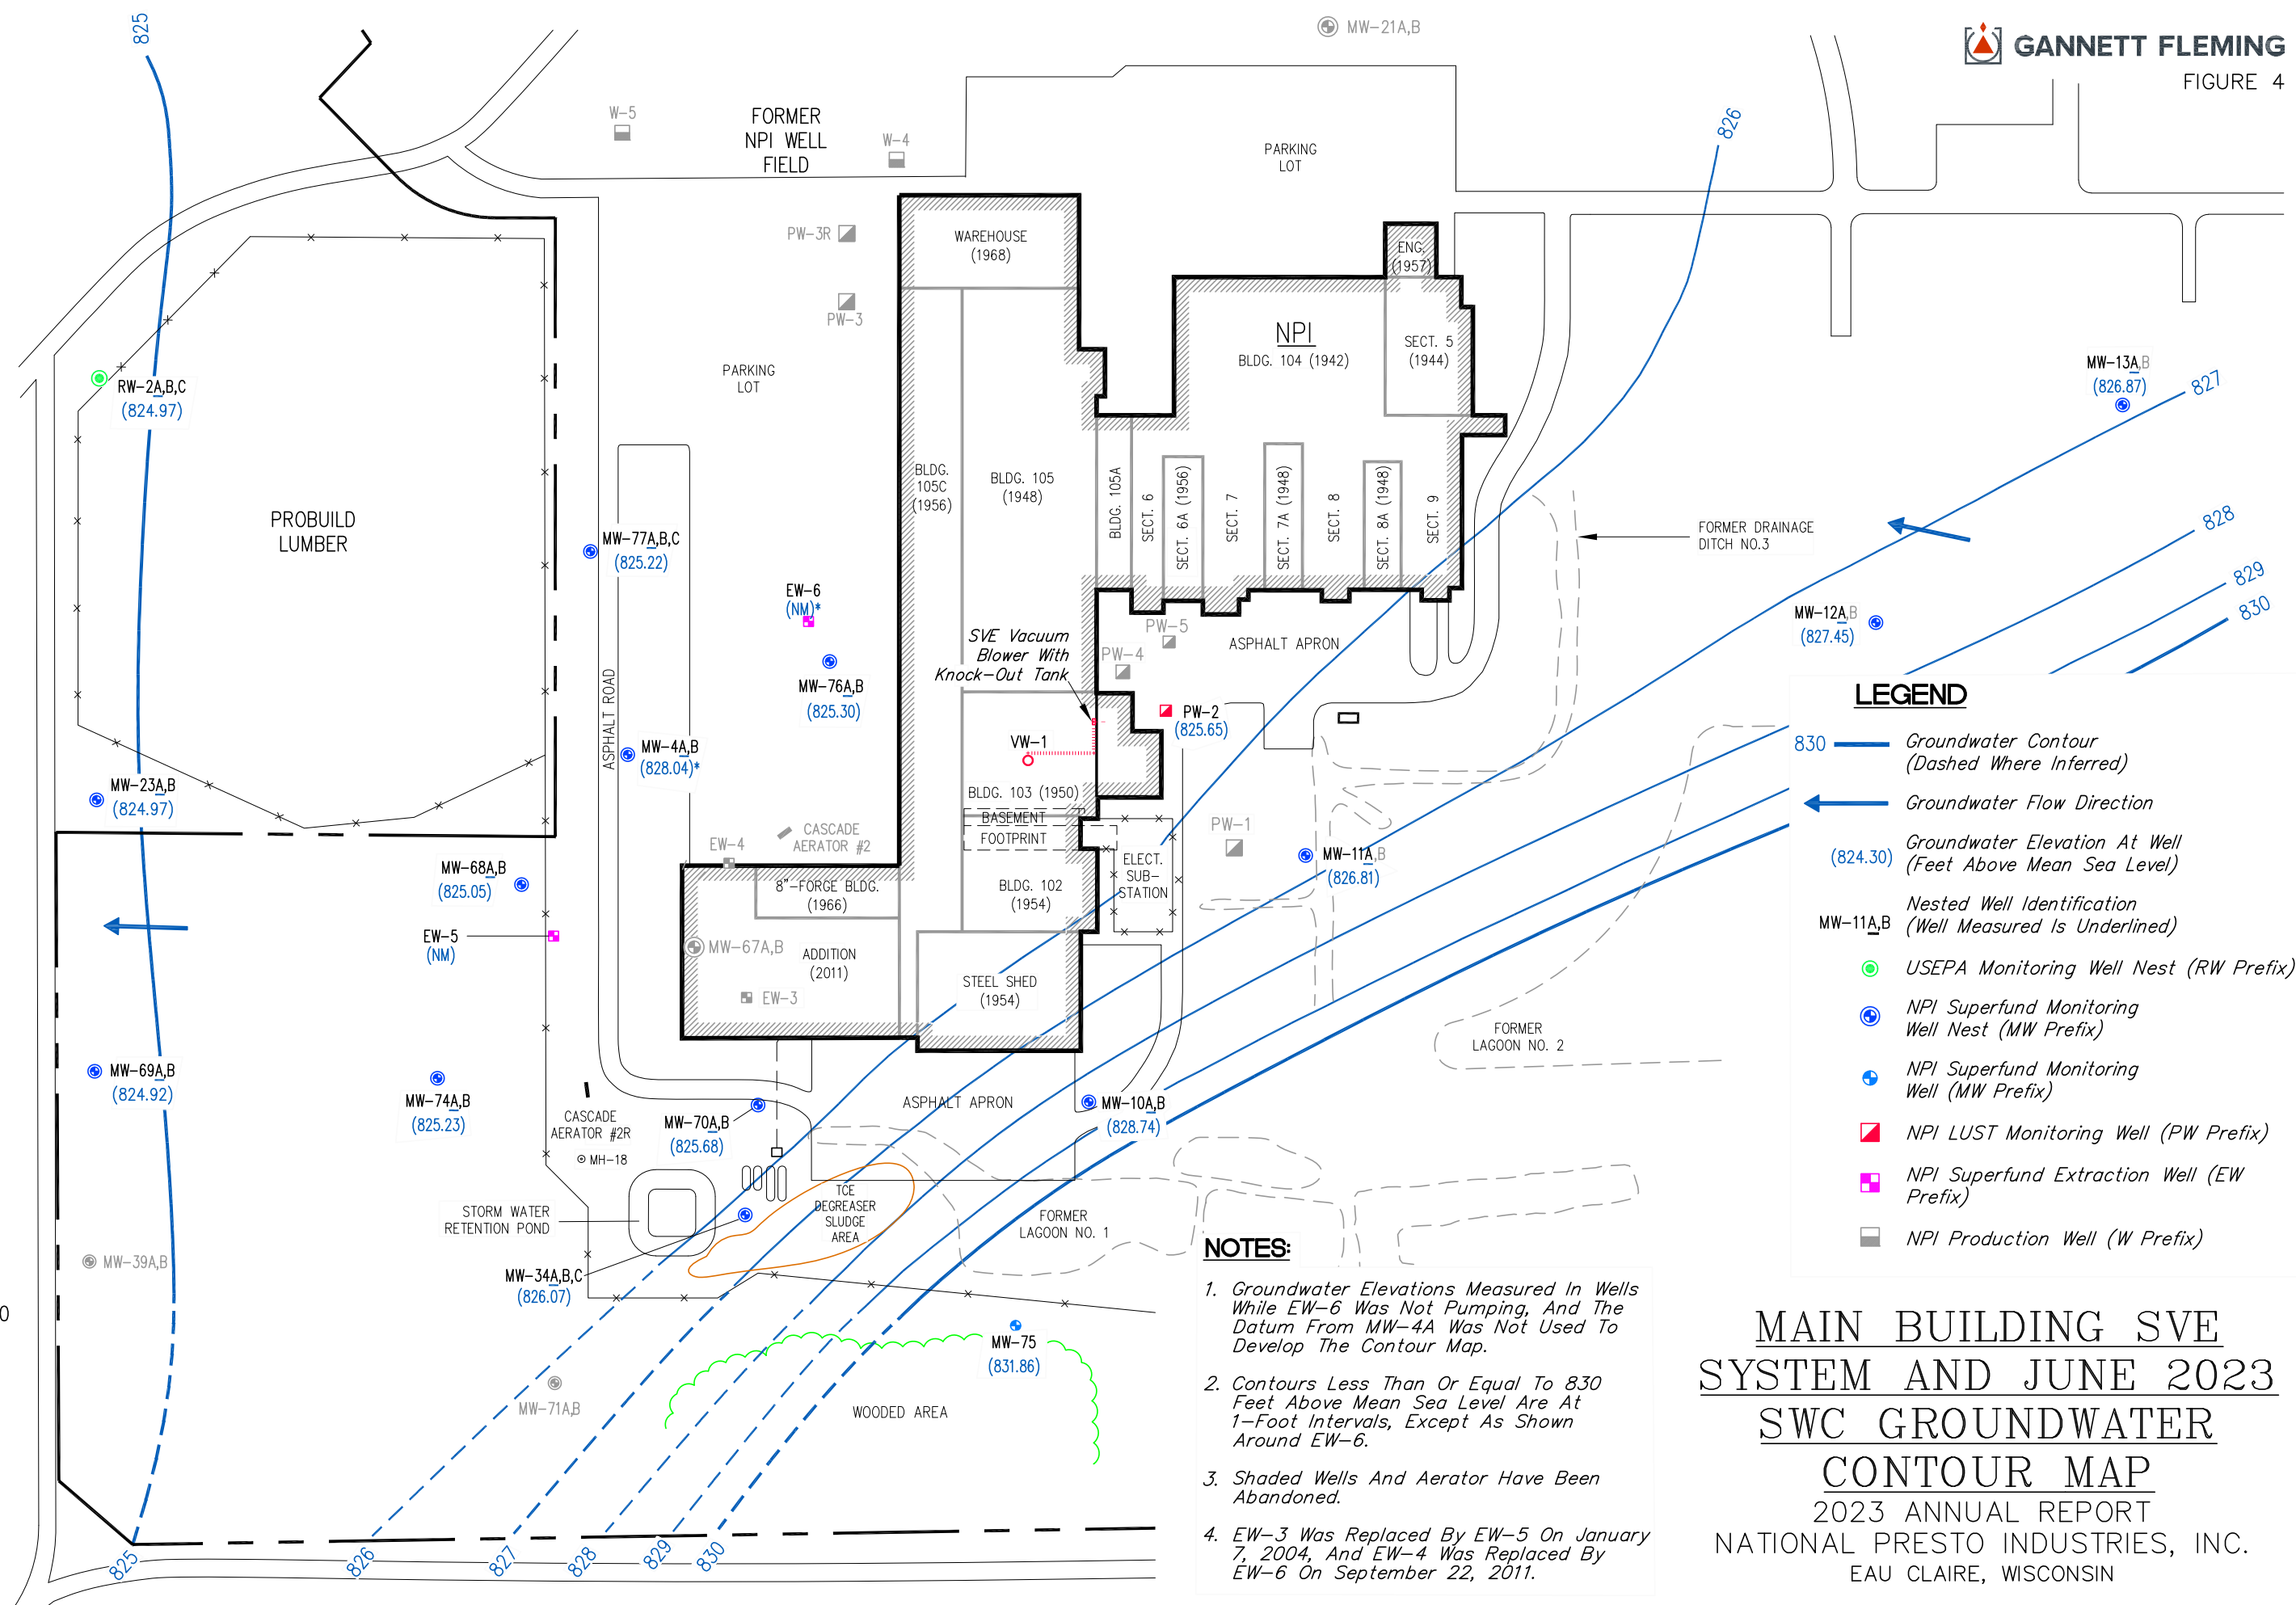 GANNETT FLEMING
FIGURE 4
MW-21A,B
825
826
W-5
FORMER
NPI WELL
FIELD
W-4
PARKING
LOT
PW-3R
WAREHOUSE
(1968)
ENG.
(1957)
PW-3
NPI
BLDG. 104 (1942)
SECT. 5
(1944)
MW-13A,B
(826.87)
827
RW-2A,B,C
(824.97)
PARKING
LOT
BLDG.
105C
(1956)
BLDG. 105
(1948)
BLDG. 105A
SECT. 6
SECT. 6A (1956)
SECT. 7
SECT. 7A (1948)
SECT. 8
SECT. 8A (1948)
SECT. 9
PROBUILD
LUMBER
FORMER DRAINAGE
DITCH NO.3
828
829
830
MW-77A,B,C
(825.22)
EW-6
(NM)*
MW-12A,B
(827.45)
SVE Vacuum
Blower With
Knock-Out Tank
PW-5
PW-4
ASPHALT APRON
MW-76A,B
(825.30)
ASPHALT ROAD
PW-2
(825.65)
MW-4A,B
(828.04)*
VW-1
MW-23A,B
(824.97)
BLDG. 103 (1950)
BASEMENT
FOOTPRINT
CASCADE
AERATOR #2
EW-4
PW-1
MW-11A,B
(826.81)
ELECT.
SUB-
STATION
MW-68A,B
(825.05)
8"-FORGE BLDG.
(1966)
BLDG. 102
(1954)
EW-5
(NM)
MW-67A,B
ADDITION
(2011)
EW-3
STEEL SHED
(1954)
FORMER
LAGOON NO. 2
MW-69A,B
(824.92)
MW-74A,B
(825.23)
CASCADE
AERATOR #2R
MH-18
MW-70A,B
(825.68)
ASPHALT APRON
MW-10A,B
(828.74)
STORM WATER
RETENTION POND
TCE
DEGREASER
SLUDGE
AREA
FORMER
LAGOON NO. 1
MW-39A,B
MW-34A,B,C
(826.07)
0
MW-75
(831.86)
MW-71A,B
WOODED AREA
825
826
827
828
829
830
LEGEND
830 Groundwater Contour
(Dashed Where Inferred)
Groundwater Flow Direction
(824.30) Groundwater Elevation At Well
(Feet Above Mean Sea Level)
MW-11A,B Nested Well Identification
(Well Measured Is Underlined)
USEPA Monitoring Well Nest (RW Prefix)
NPI Superfund Monitoring
Well Nest (MW Prefix)
NPI Superfund Monitoring
Well (MW Prefix)
NPI LUST Monitoring Well (PW Prefix)
NPI Superfund Extraction Well (EW
Prefix)
NPI Production Well (W Prefix)
NOTES:
1. Groundwater Elevations Measured In Wells
While EW-6 Was Not Pumping, And The
Datum From MW-4A Was Not Used To
Develop The Contour Map.
2. Contours Less Than Or Equal To 830
Feet Above Mean Sea Level Are At
1-Foot Intervals, Except As Shown
Around EW-6.
3. Shaded Wells And Aerator Have Been
Abandoned.
4. EW-3 Was Replaced By EW-5 On January
7, 2004, And EW-4 Was Replaced By
EW-6 On September 22, 2011.
MAIN BUILDING SVE
SYSTEM AND JUNE 2023
SWC GROUNDWATER
CONTOUR MAP
2023 ANNUAL REPORT
NATIONAL PRESTO INDUSTRIES, INC.
EAU CLAIRE, WISCONSIN